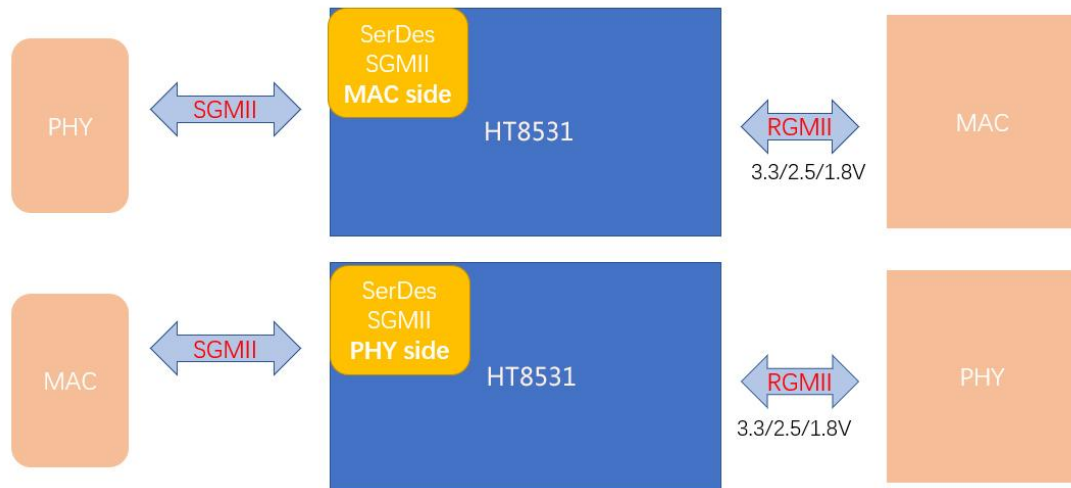 PHY
SGMII
SerDes
SGMII
MAC side
HT8531
RGMII
3.3/2.5/1.8V
MAC
MAC
SGMII
SerDes
SGMII
PHY side
HT8531
RGMII
3.3/2.5/1.8V
PHY